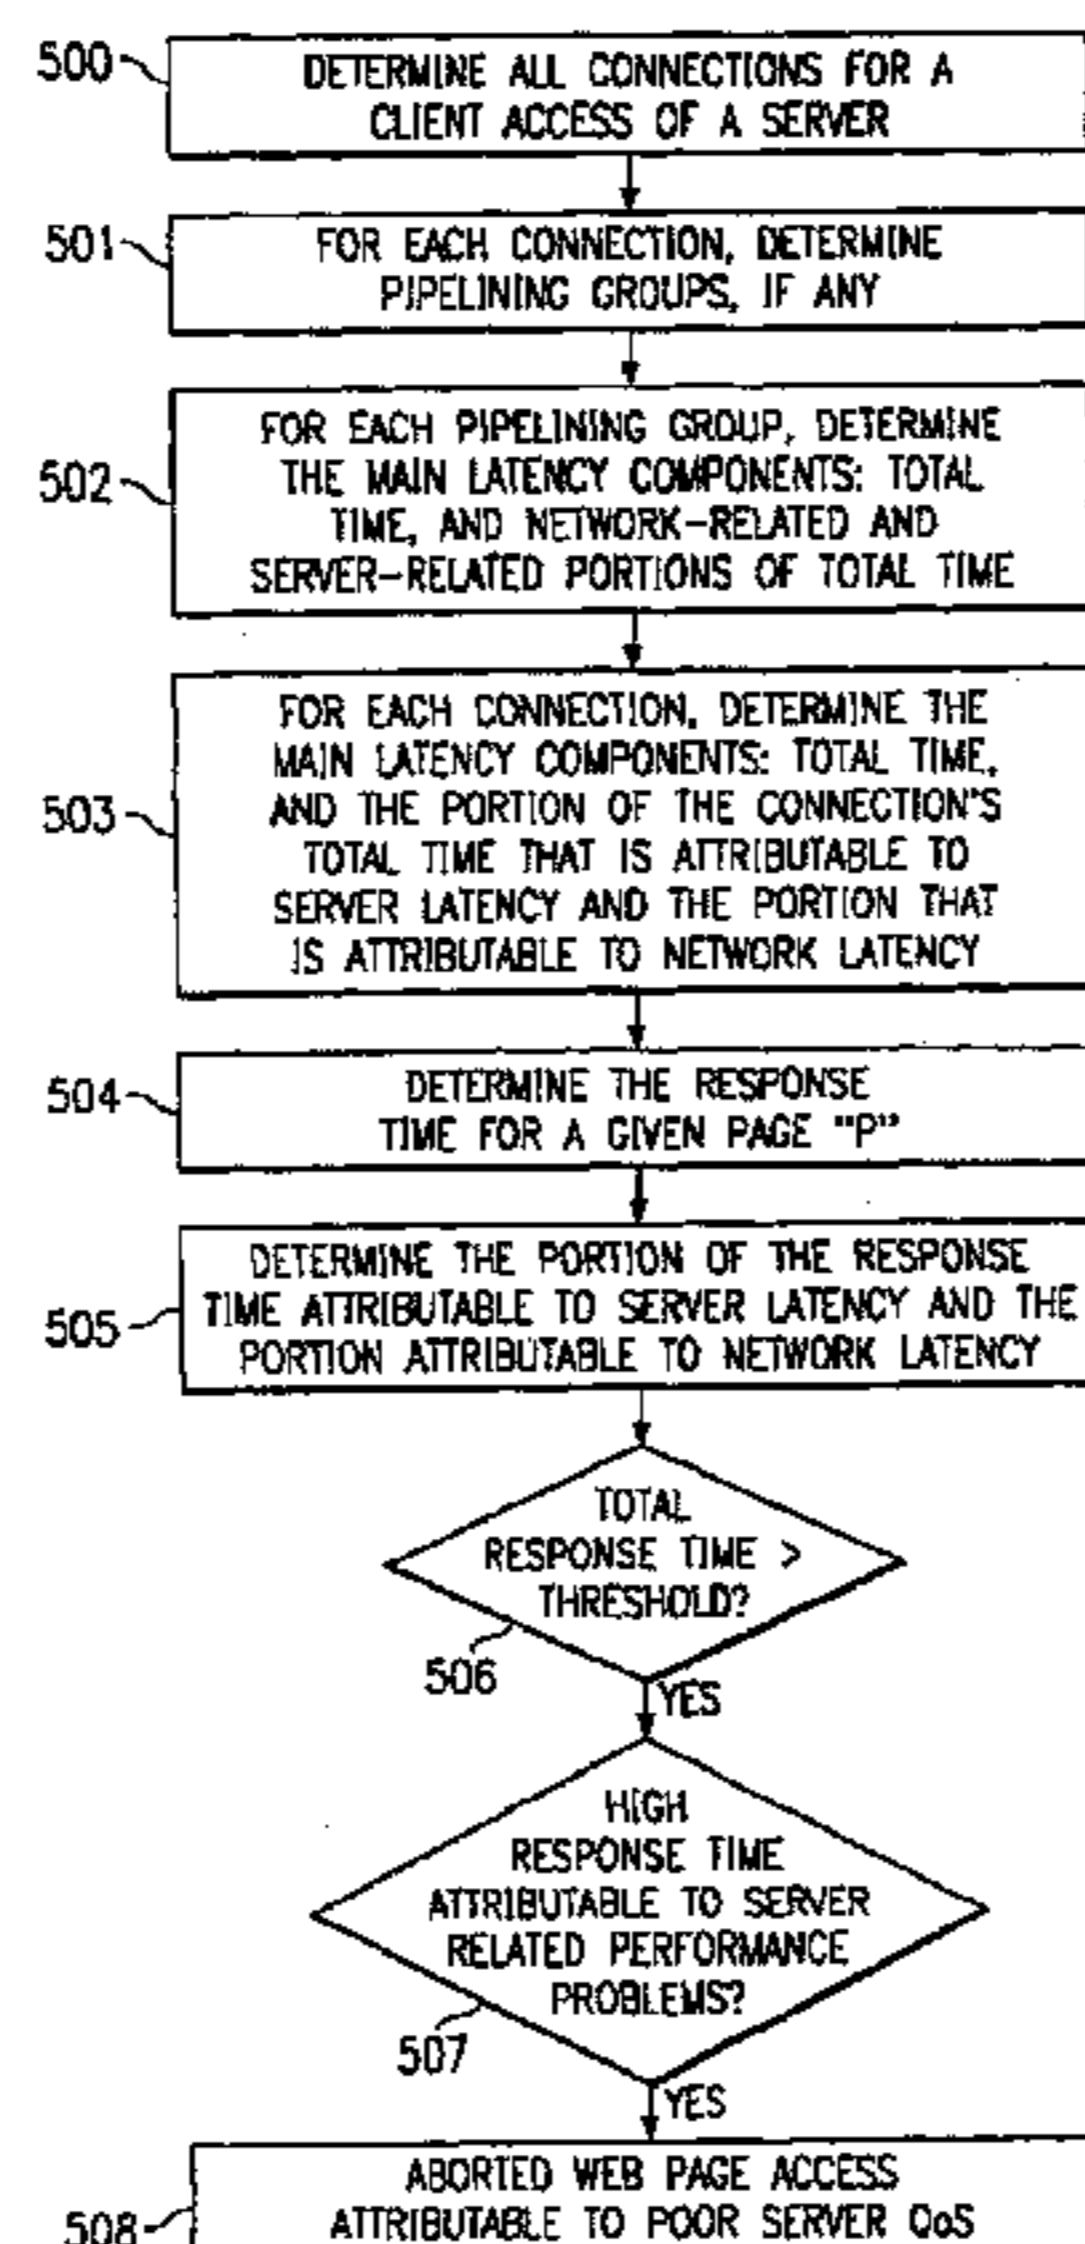 500
DETERMINE ALL CONNECTIONS FOR A
CLIENT ACCESS OF A SERVER
501
FOR EACH CONNECTION, DETERMINE
PIPELINING GROUPS, IF ANY
502
FOR EACH PIPELINING GROUP, DETERMINE
THE MAIN LATENCY COMPONENTS: TOTAL
TIME, AND NETWORK-RELATED AND
SERVER-RELATED PORTIONS OF TOTAL TIME
503
FOR EACH CONNECTION, DETERMINE THE
MAIN LATENCY COMPONENTS: TOTAL TIME,
AND THE PORTION OF THE CONNECTION'S
TOTAL TIME THAT IS ATTRIBUTABLE TO
SERVER LATENCY AND THE PORTION THAT
IS ATTRIBUTABLE TO NETWORK LATENCY
504
DETERMINE THE RESPONSE
TIME FOR A GIVEN PAGE "P"
505
DETERMINE THE PORTION OF THE RESPONSE
TIME ATTRIBUTABLE TO SERVER LATENCY AND THE
PORTION ATTRIBUTABLE TO NETWORK LATENCY
TOTAL
RESPONSE TIME >
THRESHOLD?
506
YES
HIGH
RESPONSE TIME
ATTRIBUTABLE TO SERVER
RELATED PERFORMANCE
PROBLEMS?
507
YES
508
ABORTED WEB PAGE ACCESS
ATTRIBUTABLE TO POOR SERVER QoS